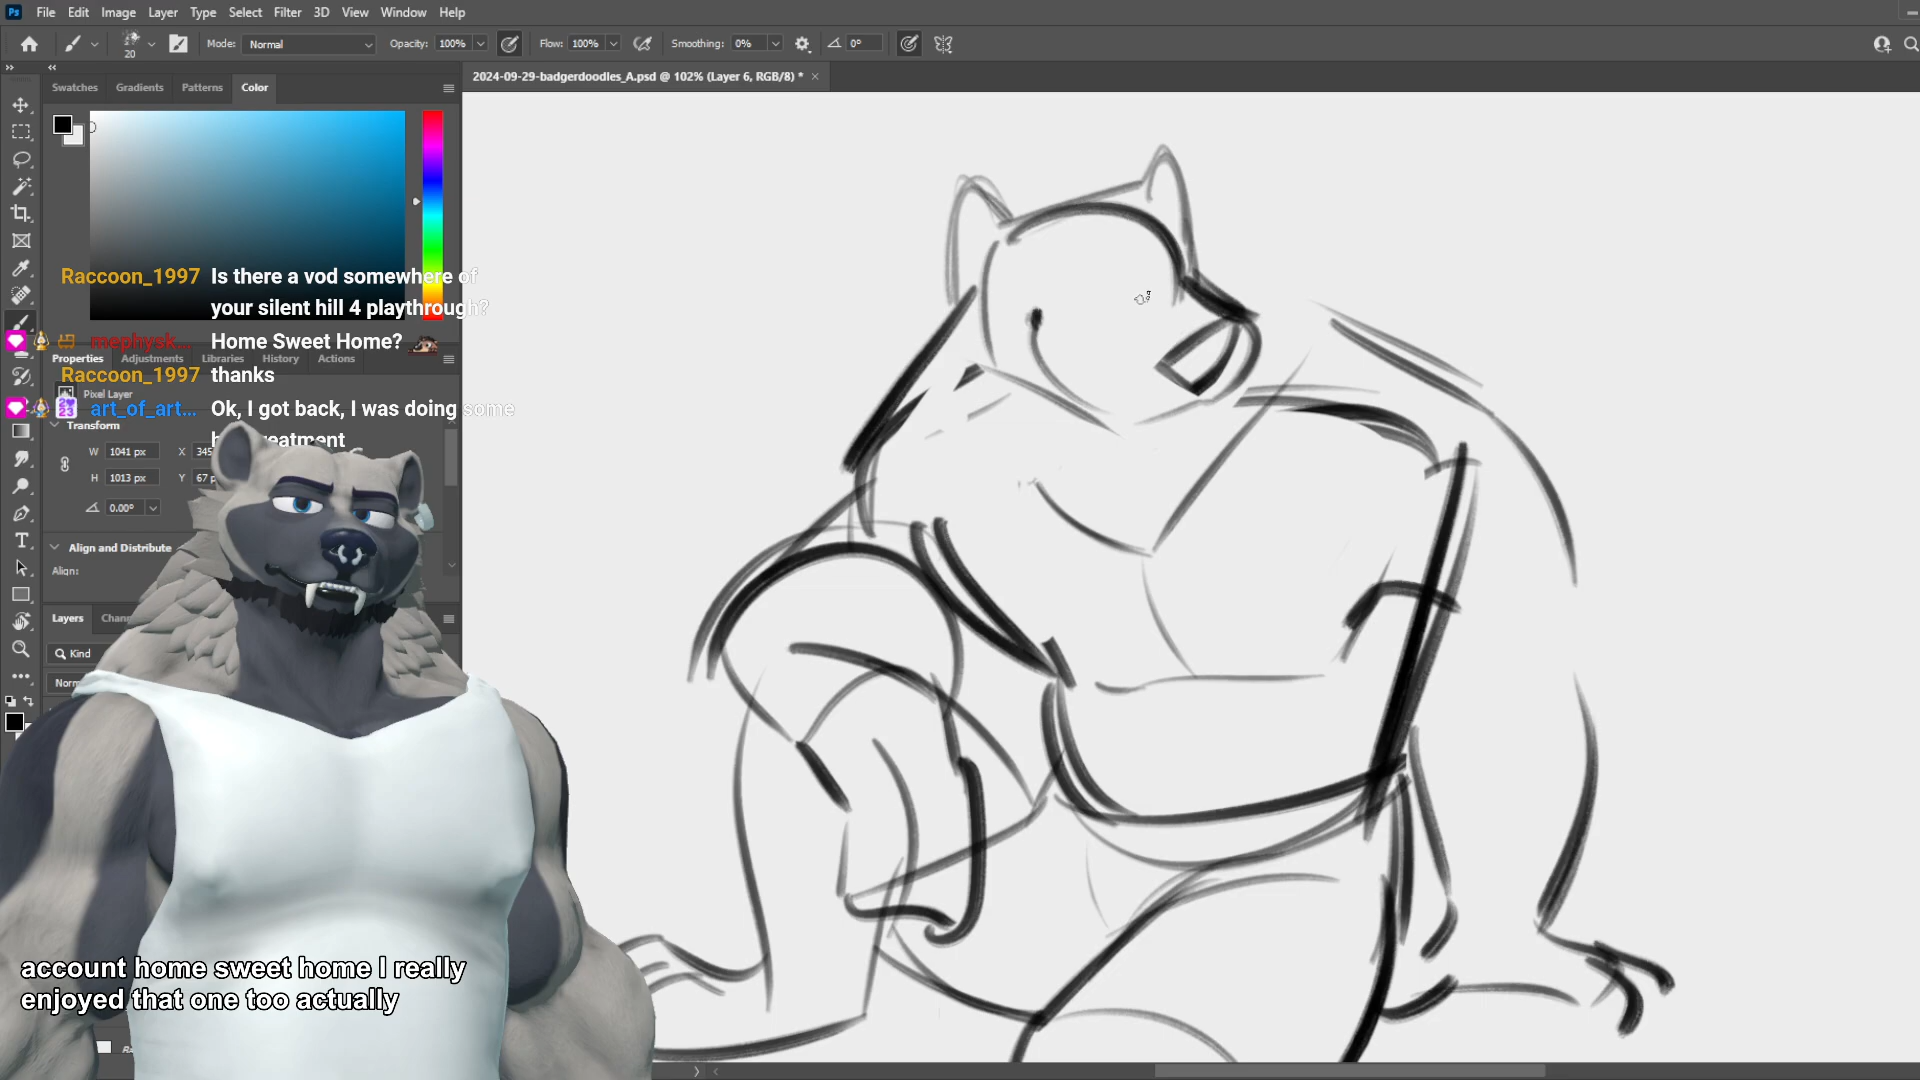 Ps File Edit Image Layer Type Select Filter 3D View Window Help
20 Mode: Normal Opacity: 100% Flow: 100% Smoothing: 0% 0°
2024-09-29-badgerdoodles_A.psd @ 102% (Layer 6, RGB/8) *
Swatches Gradients Patterns Color
Raccoon_1997 Is there a vod somewhere of
your silent hill 4 playthrough?
mephysk... Home Sweet Home?
Properties Adjustments Libraries History Actions
Raccoon_1997 thanks
Pixel Layer
art_of_art... Ok, I got back, I was doing some
Transform
W 1041 px X
H 1013 px Y
0.00°
Align and Distribute
Align:
Layers
Kind
account home sweet home I really
enjoyed that one too actually